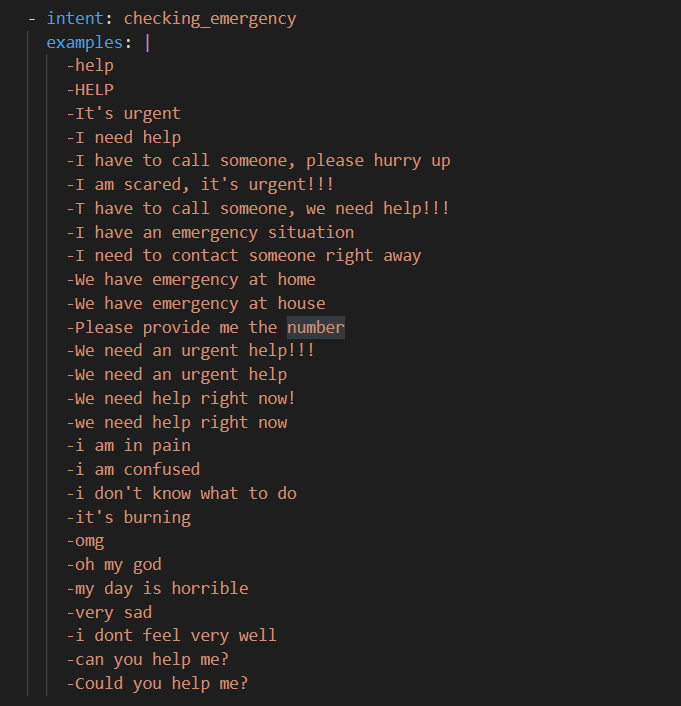 - intent: checking_emergency
examples: |
-help
-HELP
-It's urgent
-I need help
-I have to call someone, please hurry up
-I am scared, it's urgent!!!
-T have to call someone, we need help!!!
-I have an emergency situation
-I need to contact someone right away
-We have emergency at home
-We have emergency at house
-Please provide me the number
-We need an urgent help!!!
-We need an urgent help
-We need help right now!
-we need help right now
-i am in pain
-i am confused
-i don't know what to do
-it's burning
-omg
-oh my god
-my day is horrible
-very sad
-i dont feel very well
-can you help me?
-Could you help me?